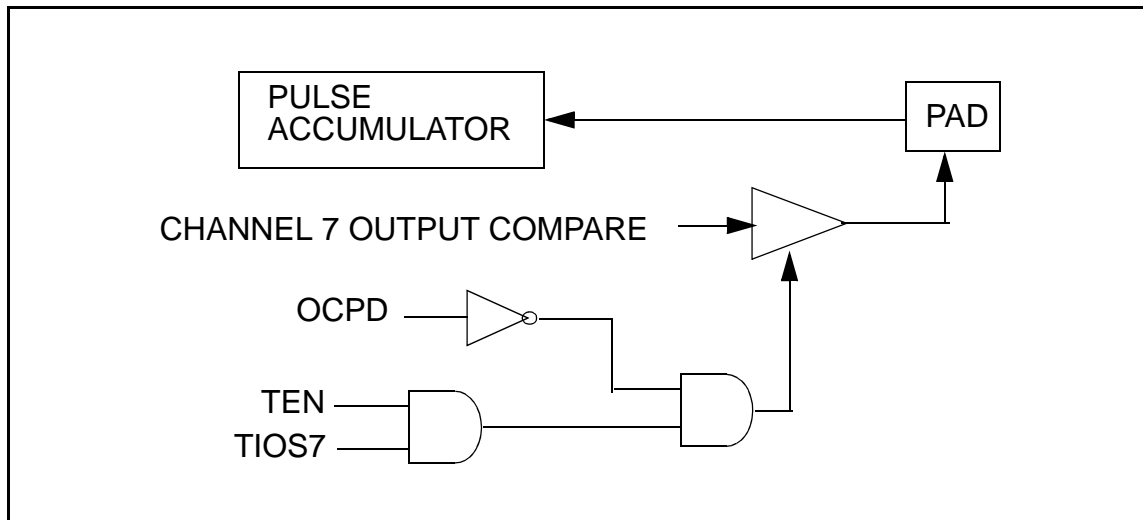 PULSE
ACCUMULATOR
PAD
CHANNEL 7 OUTPUT COMPARE
OCPD
TEN
TIOS7